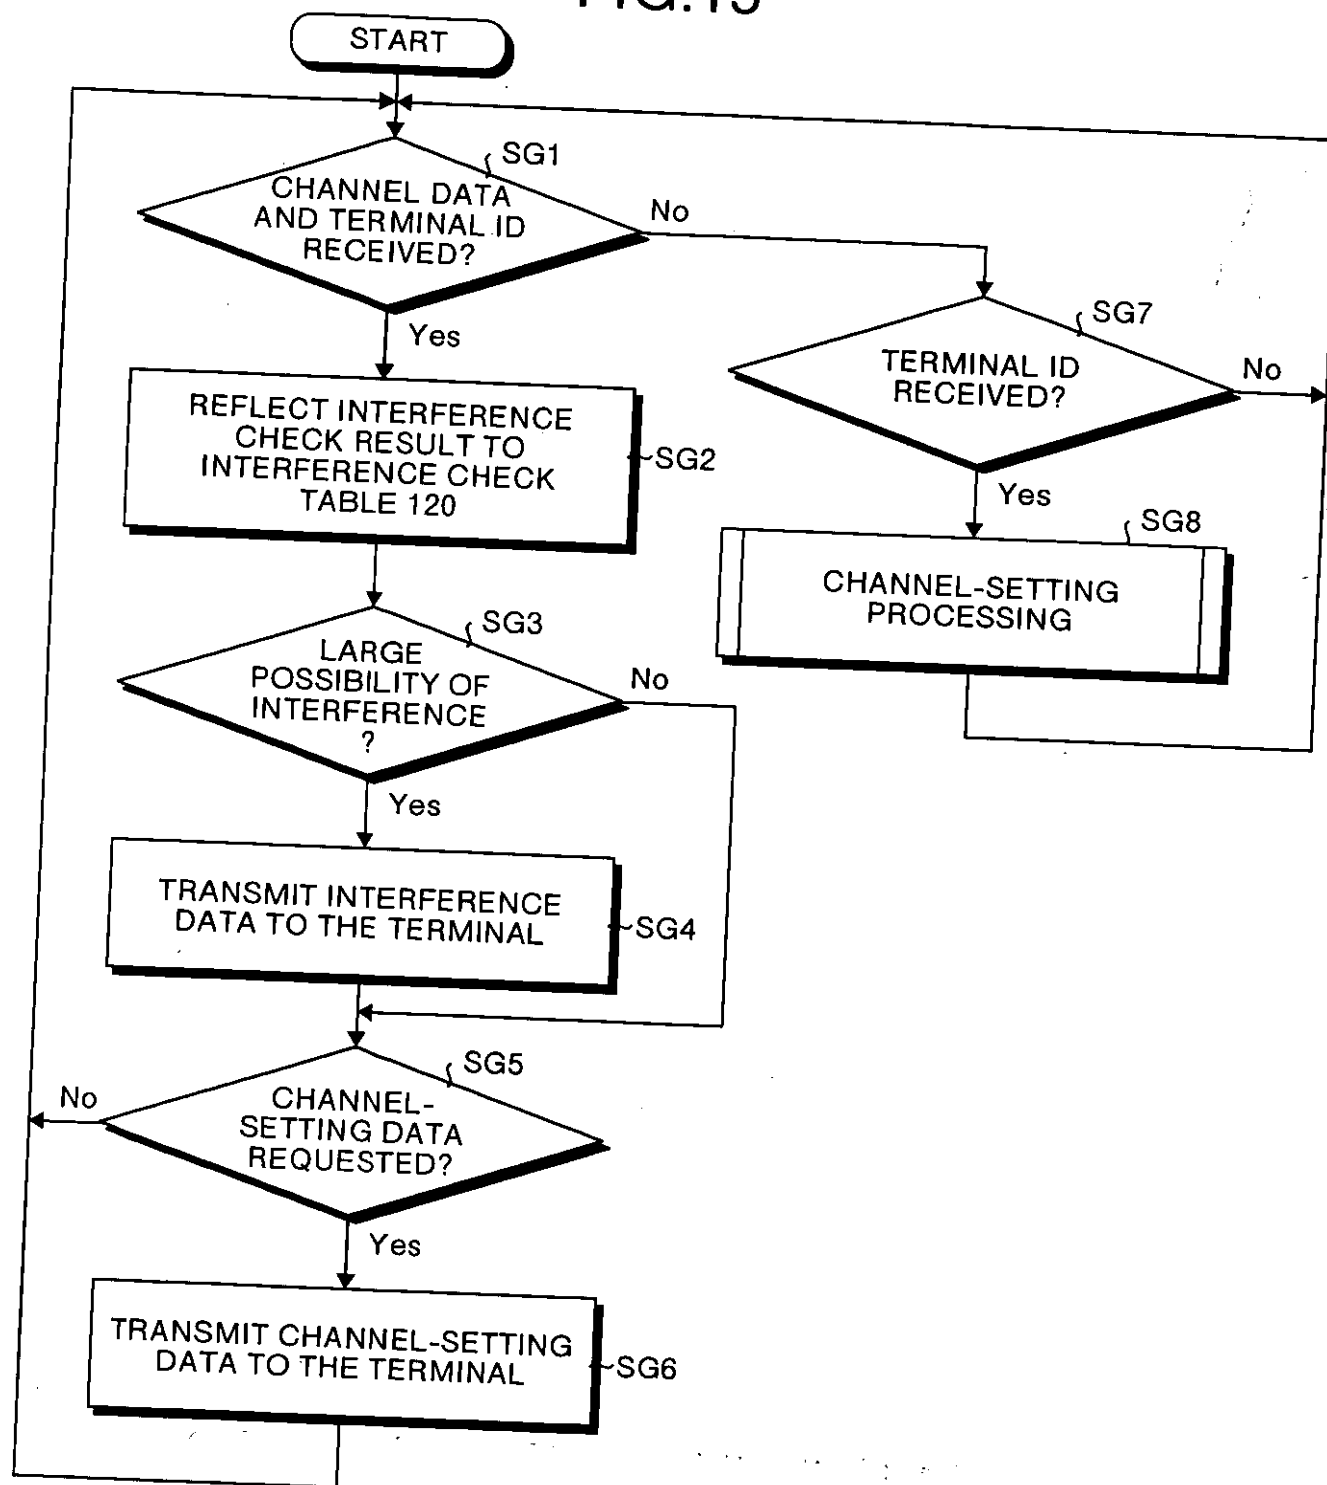 START
SG1
CHANNEL DATA
AND TERMINAL ID
RECEIVED?
No
Yes
SG7
TERMINAL ID
RECEIVED?
No
Yes
REFLECT INTERFERENCE
CHECK RESULT TO
INTERFERENCE CHECK
TABLE 120
SG2
SG8
CHANNEL-SETTING
PROCESSING
SG3
LARGE
POSSIBILITY OF
INTERFERENCE
?
No
Yes
TRANSMIT INTERFERENCE
DATA TO THE TERMINAL
SG4
SG5
CHANNEL-
SETTING DATA
REQUESTED?
No
Yes
TRANSMIT CHANNEL-SETTING
DATA TO THE TERMINAL
SG6